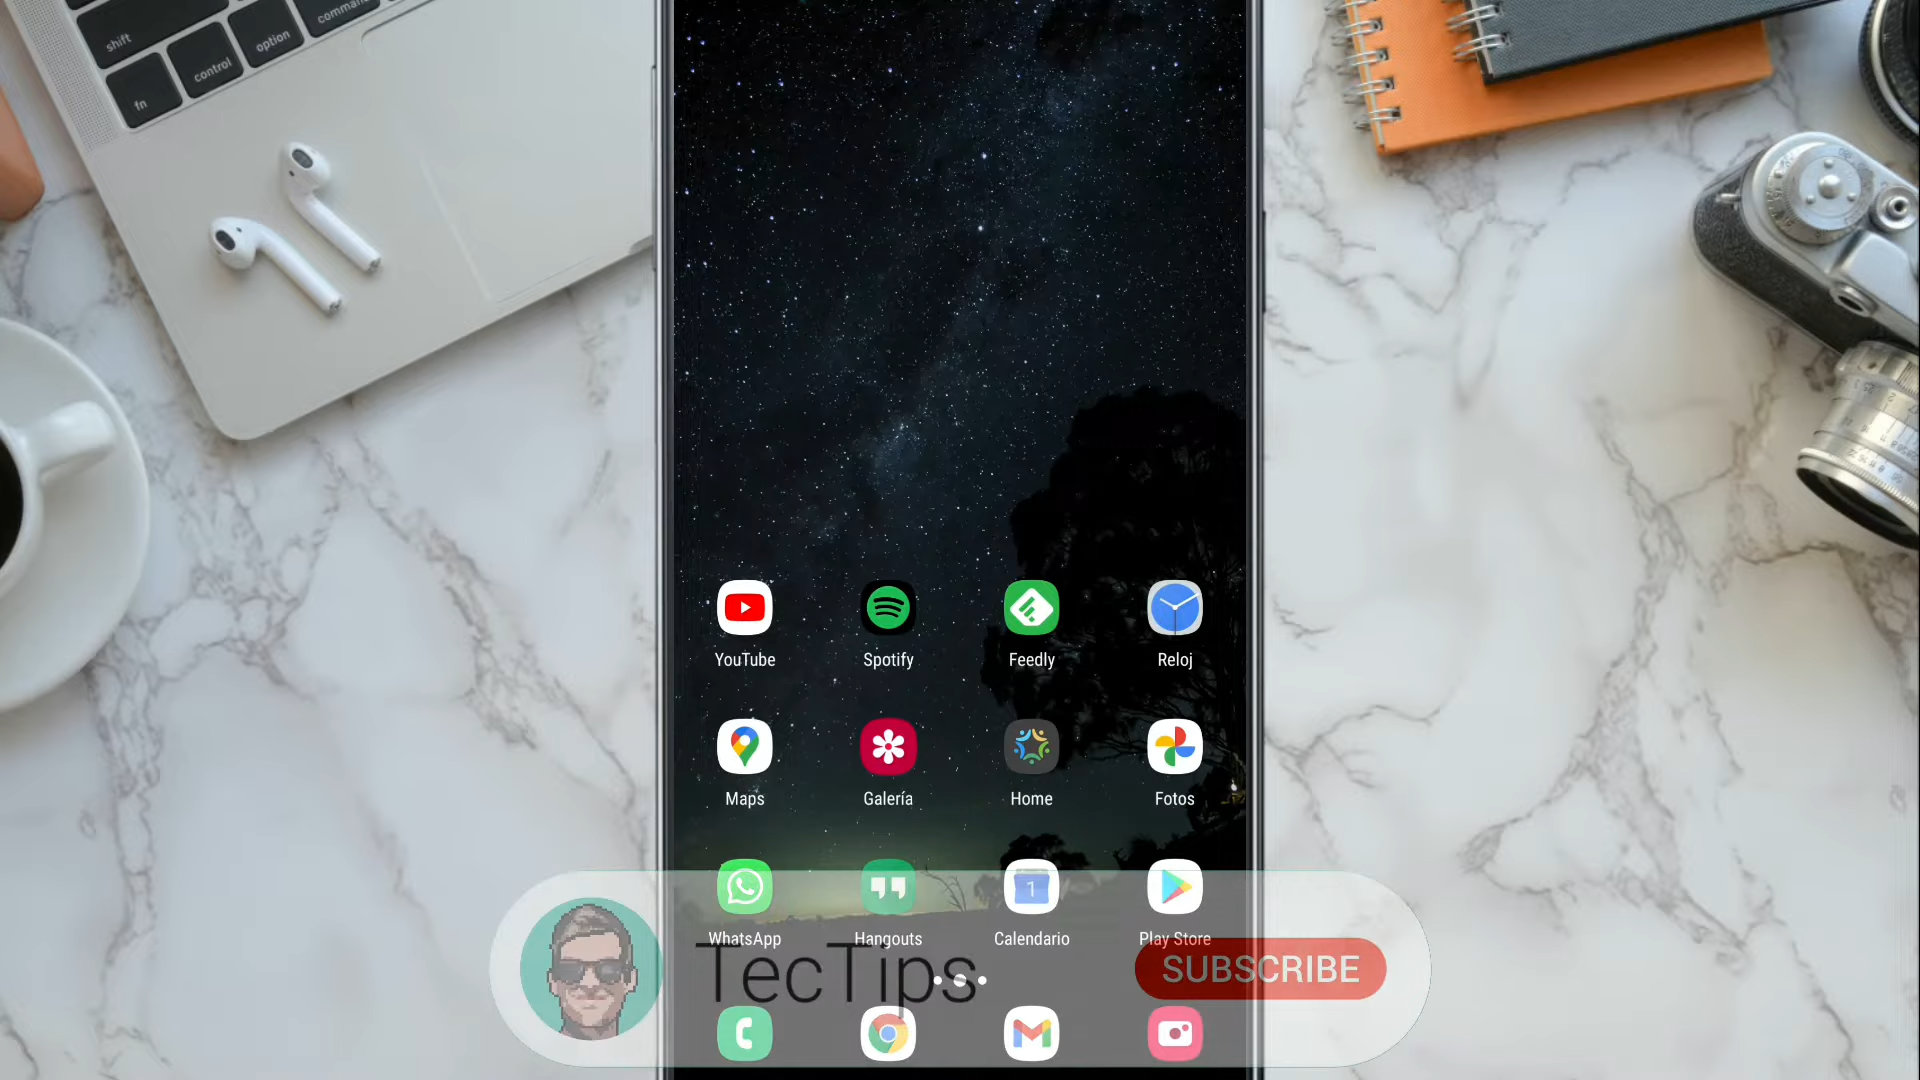 shift
fn
control
option
command
YouTube
Spotify
Feedly
Reloj
Maps
Galería
Home
Fotos
1
WhatsApp
Hangouts
Calendario
Play Store
TecTips
SUBSCRIBE